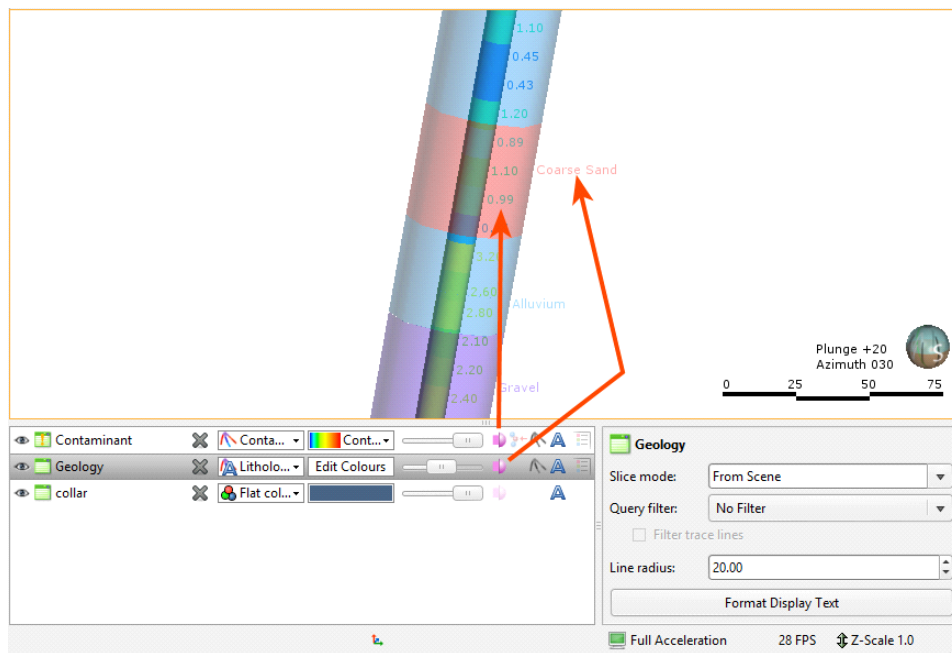 1.10
0.45
0.43
1.20
0.89
1.10
Coarse Sand
0.99
3.20
2.60
Alluvium
2.80
2.10
2.20
Gravel
2.40
Plunge +20
Azimuth 030
S
0 25 50 75
Contaminant Conta... Cont...
Geology Litholo... Edit Colours
collar Flat col...
Geology
Slice mode: From Scene
Query filter: No Filter
Filter trace lines
Line radius: 20.00
Format Display Text
Full Acceleration 28 FPS Z-Scale 1.0